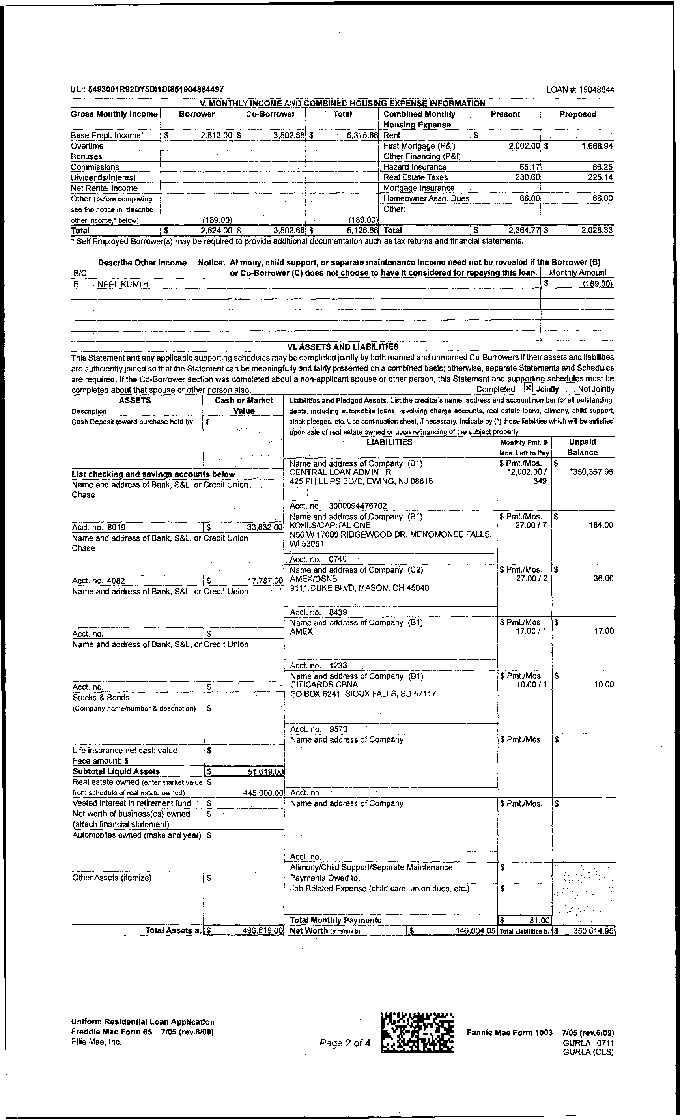 LOAN #: 19048844
V. MONTHLY INCOME AND COMBINED HOUSING EXPENSE INFORMATION
Gross Monthly Income Borrower Co-Borrower Total Combined Monthly Housing Expense Present Proposed
Base Empl. Income* $ 2,813.00 $ 3,502.68 $ Rent $
Overtime First Mortgage (P&I) 2,002.00 $ 1,668.94
Bonuses Other Financing (P&I)
Commissions Hazard Insurance 66.25
Dividends/Interest Real Estate Taxes 230.60 225.14
Net Rental Income Mortgage Insurance
Other (before completing Homeowner Assn. Dues 66.00 68.00
see the notice in "describe Other:
other income," below) (189.00) (189.00)
Total $ 2,624.00 $ 3,502.68 $ Total $ 2,364.77 $ 2,028.33
* Self Employed Borrower(s) may be required to provide additional documentation such as tax returns and financial statements.
Describe Other Income Notice: Alimony, child support, or separate maintenance income need not be revealed if the Borrower (B)
B/C or Co-Borrower (C) does not choose to have it considered for repaying this loan. Monthly Amount
B $ (189.00)
VI. ASSETS AND LIABILITIES
This Statement and any applicable supporting schedules may be completed jointly by both married and unmarried Co-Borrowers if their assets and liabilities
are sufficiently joined so that the Statement can be meaningfully and fairly presented on a combined basis; otherwise, separate Statements and Schedules
are required. If the Co-Borrower section was completed about a non-applicant spouse or other person, this Statement and supporting schedules must be
completed about that spouse or other person also. Completed Jointly Not Jointly
ASSETS Cash or Market Value
Description
Cash Deposit toward purchase held by: $
Liabilities and Pledged Assets. List the creditor's name, address and account number for all outstanding
debts, including automobile loans, revolving charge accounts, real estate loans, alimony, child support,
stock pledges, etc. Use continuation sheet, if necessary. Indicate by (*) those liabilities which will be satisfied
upon sale of real estate owned or upon refinancing of the subject property.
LIABILITIES Monthly Pmt. & Mos. Left to Pay Unpaid Balance
List checking and savings accounts below
Name and address of Bank, S&L, or Credit Union
Chase
Name and address of Company (B1) $ Pmt./Mos. $
CENTRAL LOAN ADMIN R *2,002.00 / *350,367.95
425 PHILLIPS BLVD, EWING, NJ 08618 349
Acct. no.
Acct. no. 8019 $ 33,832.00
Name and address of Company (B1) $ Pmt./Mos. $
KOHLS/CAPITAL ONE 27.00 / 7 184.00
N56 W 17000 RIDGEWOOD DR, MENOMONEE FALLS, WI 53051
Acct. no. 0740
Name and address of Bank, S&L, or Credit Union
Chase
Acct. no. 4082 $ 17,787.00
Name and address of Company (C2) $ Pmt./Mos. $
AMEX/DSNB 27.00 / 2 36.00
9111 DUKE BLVD, MASON, OH 45040
Acct. no. 8439
Name and address of Bank, S&L, or Credit Union
Acct. no. $
Name and address of Company (B1) $ Pmt./Mos. $
AMEX 17.00 / 1 17.00
Acct. no. 1233
Name and address of Bank, S&L, or Credit Union
Acct. no. $
Name and address of Company (B1) $ Pmt./Mos. $
CITICARDS CBNA 10.00 / 1 10.00
PO BOX 6241, SIOUX FALLS, SD 57117
Acct. no. 9573
Stocks & Bonds
(Company name/number & description) $
Name and address of Company $ Pmt./Mos. $
Life insurance net cash value $
Face amount: $
Subtotal Liquid Assets $ 51,619.00
Real estate owned (enter market value $
from schedule of real estate owned) 445,000.00 Acct. no.
Vested interest in retirement fund $ Name and address of Company $ Pmt./Mos. $
Net worth of business(es) owned $
(attach financial statement)
Automobiles owned (make and year) $
Acct. no.
Alimony/Child Support/Separate Maintenance $
Payments Owed to:
Other Assets (itemize) $ Job Related Expense (child care, union dues, etc.) $
Total Monthly Payments $ 81.00
Total Assets a. $ 496,619.00 Net Worth $ Total Liabilities b. $ 350,614.95
Uniform Residential Loan Application
Freddie Mac Form 65 7/05 (rev.6/09)
Ellie Mae, Inc.
Page 2 of 4
Fannie Mae Form 1003 7/05 (rev.6/09)
GURLA 0711
GURLA (CLS)